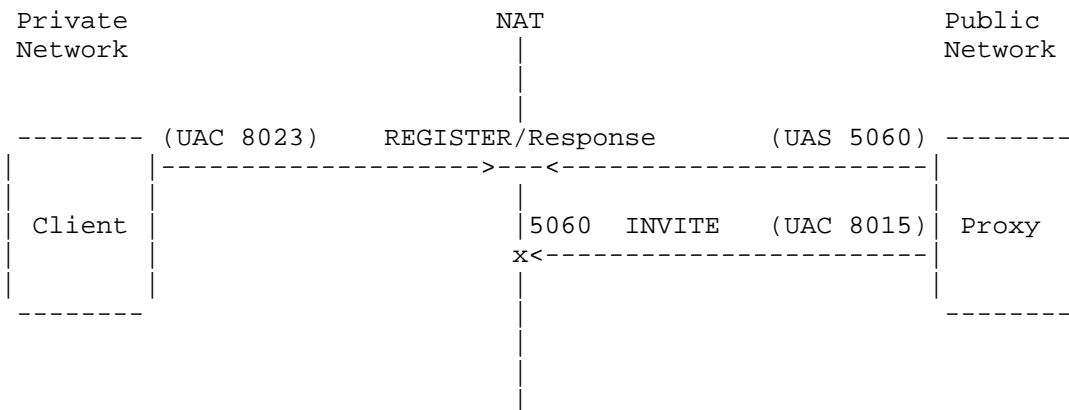 Private NAT Public
Network Network
(UAC 8023) REGISTER/Response (UAS 5060)
Client 5060 INVITE (UAC 8015) Proxy
x